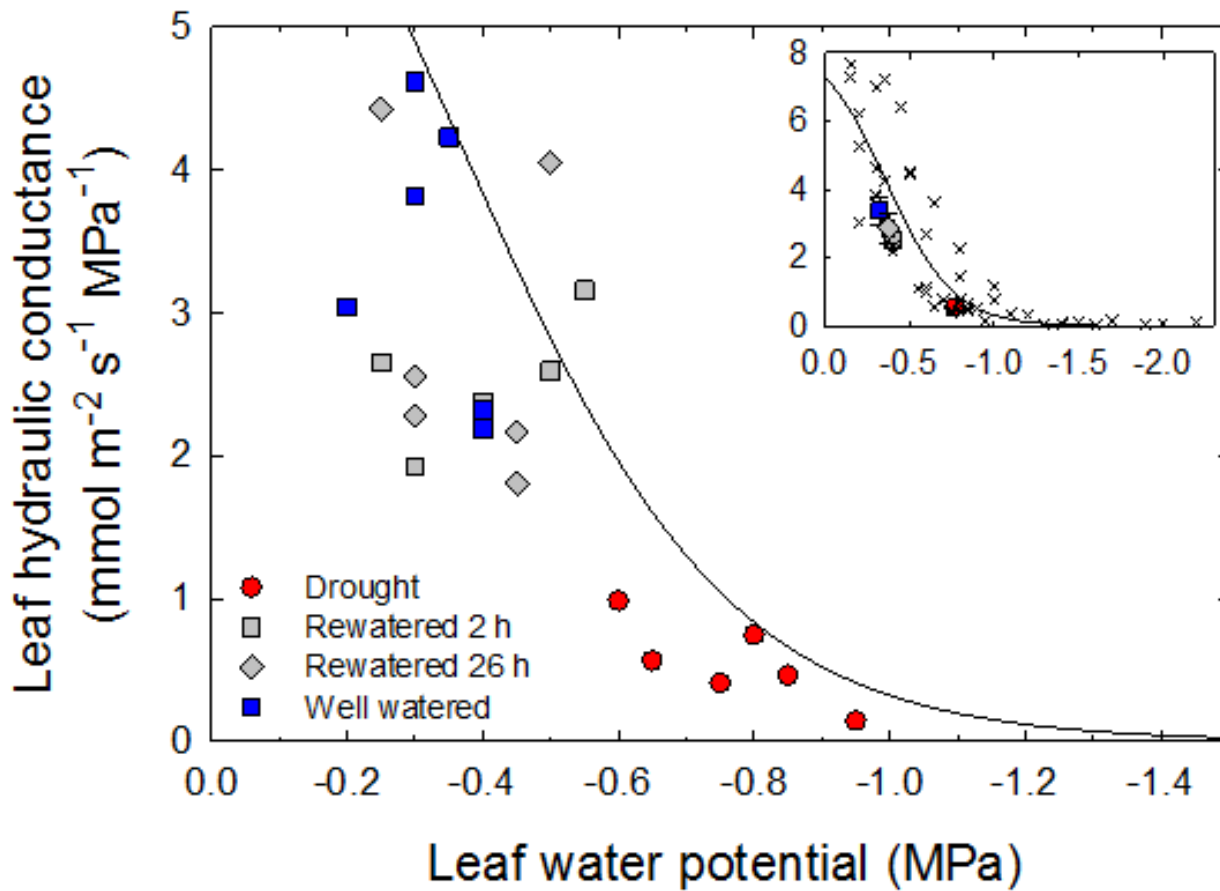 Leaf hydraulic conductance
(mmol m⁻² s⁻¹ MPa⁻¹)
5
4
3
2
1
0
8
6
4
2
0
0.0 -0.5 -1.0 -1.5 -2.0
Drought
Rewatered 2 h
Rewatered 26 h
Well watered
0.0 -0.2 -0.4 -0.6 -0.8 -1.0 -1.2 -1.4
Leaf water potential (MPa)